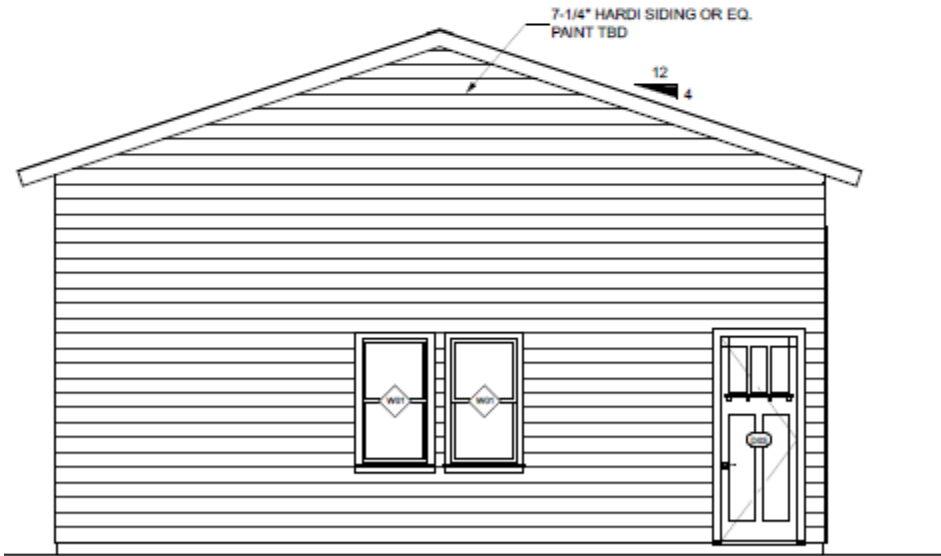 7-1/4" HARDI SIDING OR EQ.
PAINT TBD
12
4
W01
W01